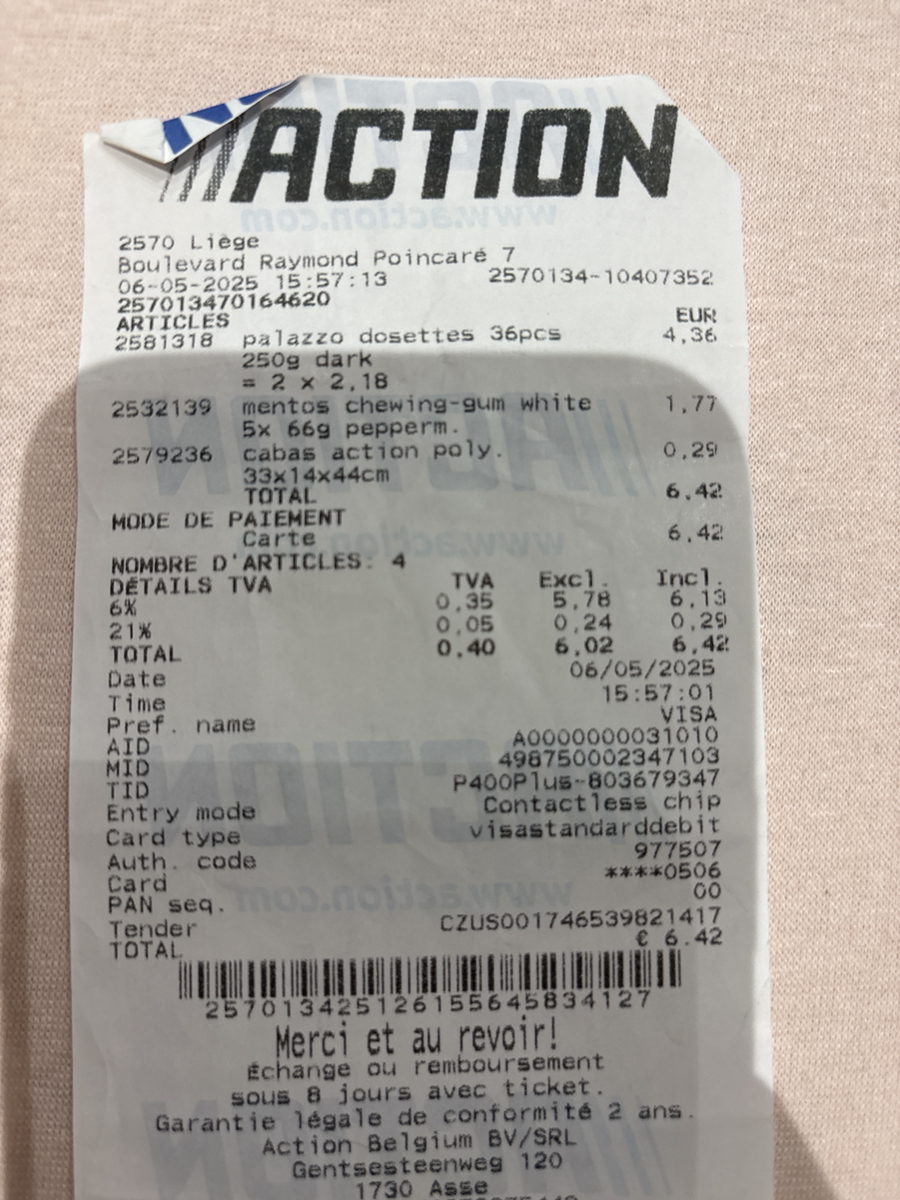 ACTION
2570 Liège
Boulevard Raymond Poincaré 7
06-05-2025 15:57:13 2570134-10407352
257013470164620
ARTICLES EUR
2581318 palazzo dosettes 36pcs 4,36
250g dark
= 2 x 2,18
2532139 mentos chewing-gum white 1,77
5x 66g pepperm.
2579236 cabas action poly. 0,29
33x14x44cm
TOTAL 6,42
MODE DE PAIEMENT
Carte 6,42
NOMBRE D'ARTICLES: 4
DÉTAILS TVA TVA Excl. Incl.
6% 0,35 5,78 6,13
21% 0,05 0,24 0,29
TOTAL 0,40 6,02 6,42
Date 06/05/2025
Time 15:57:01
Pref. name VISA
AID A0000000031010
MID 498750002347103
TID P400Plus-803679347
Entry mode Contactless chip
Card type visastandarddebit
Auth. code 977507
Card ****0506
PAN seq. 00
Tender CZUS001746539821417
TOTAL € 6.42
257013425126155645834127
Merci et au revoir!
Échange ou remboursement
sous 8 jours avec ticket.
Garantie légale de conformité 2 ans.
Action Belgium BV/SRL
Gentsesteenweg 120
1730 Asse